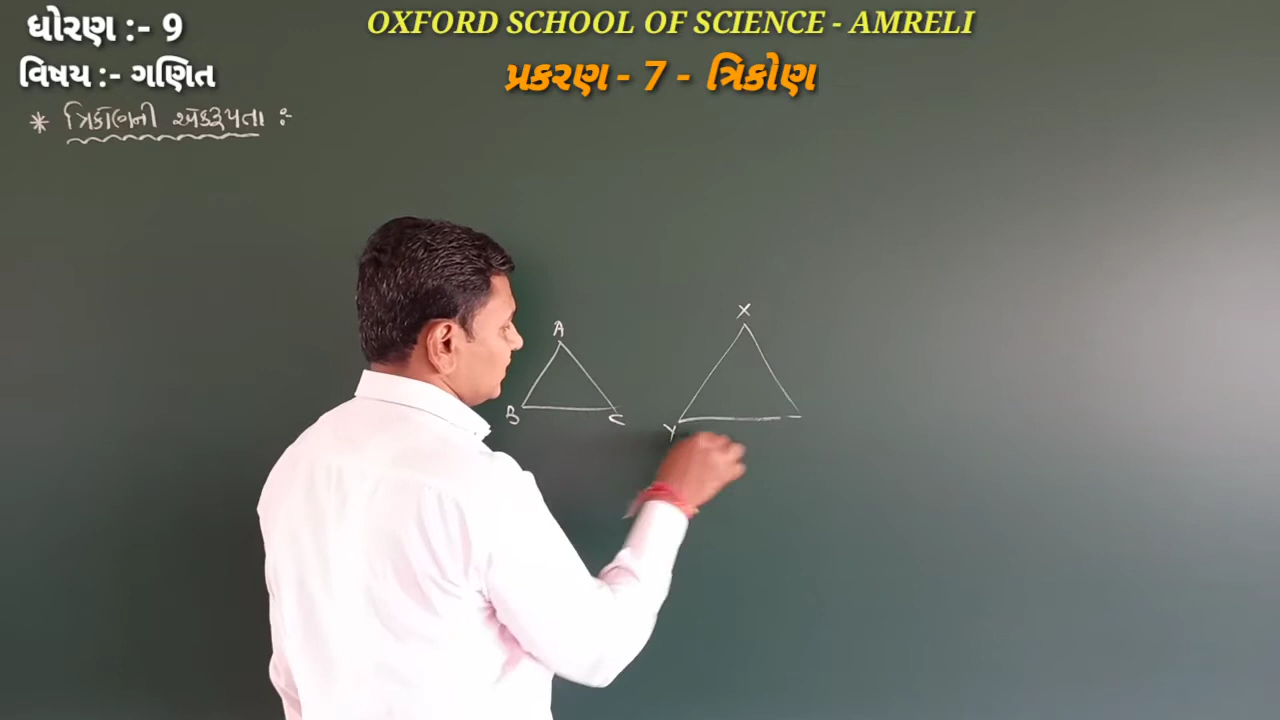 ધોરણ :- 9
OXFORD SCHOOL OF SCIENCE - AMRELI
વિષય :- ગણિત
પ્રકરણ - 7 - ત્રિકોણ
* ત્રિકોણની એકરૂપતા :-
X
A
B
C
Y